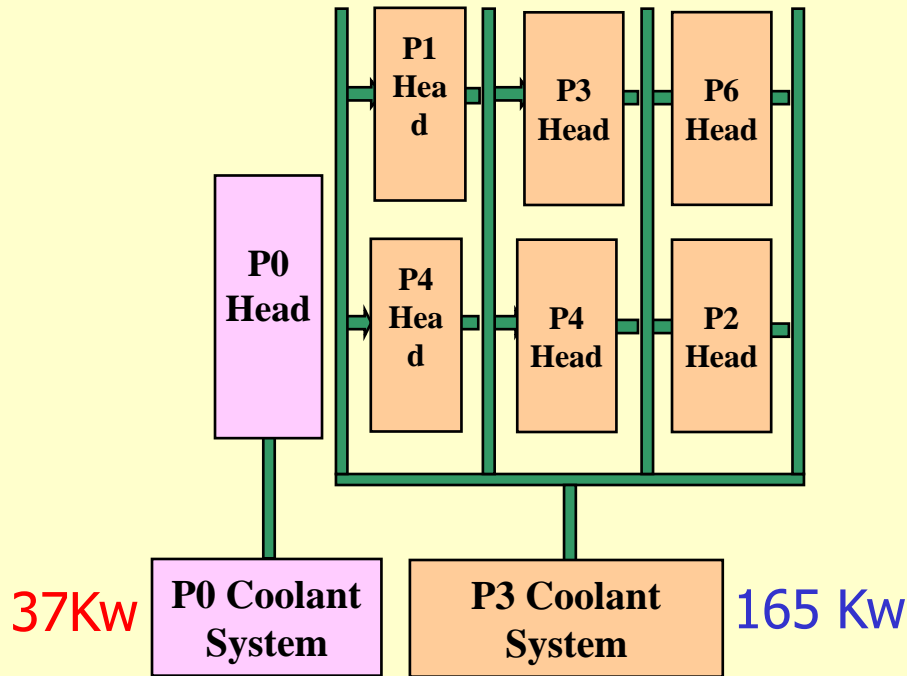 P1
Hea
d
P3
Head
P6
Head
P0
Head
P4
Hea
d
P4
Head
P2
Head
37Kw
P0 Coolant
System
P3 Coolant
System
165 Kw